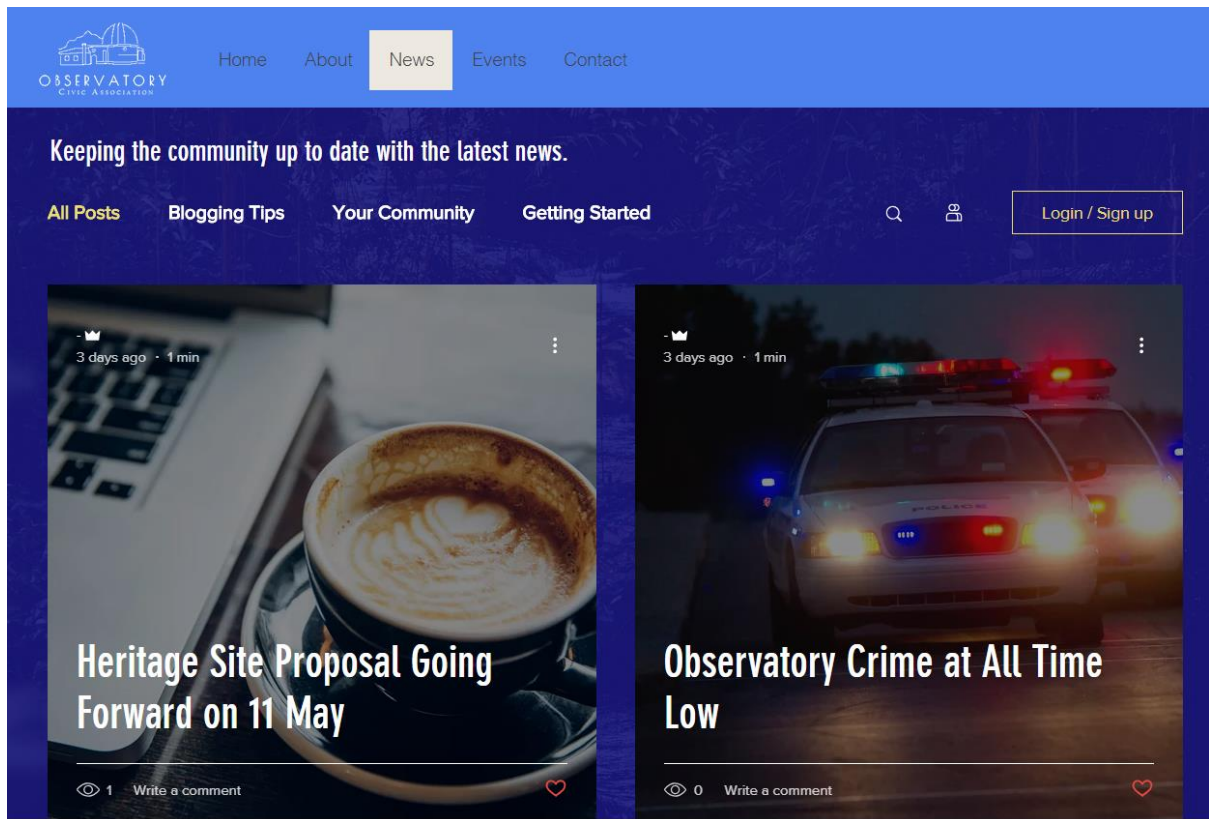 OBSERVATORY
CIVIC ASSOCIATION
Home About News Events Contact
Keeping the community up to date with the latest news.
All Posts Blogging Tips Your Community Getting Started Login / Sign up
-
3 days ago · 1 min
Heritage Site Proposal Going
Forward on 11 May
1 Write a comment
-
3 days ago · 1 min
POLICE
Observatory Crime at All Time
Low
0 Write a comment